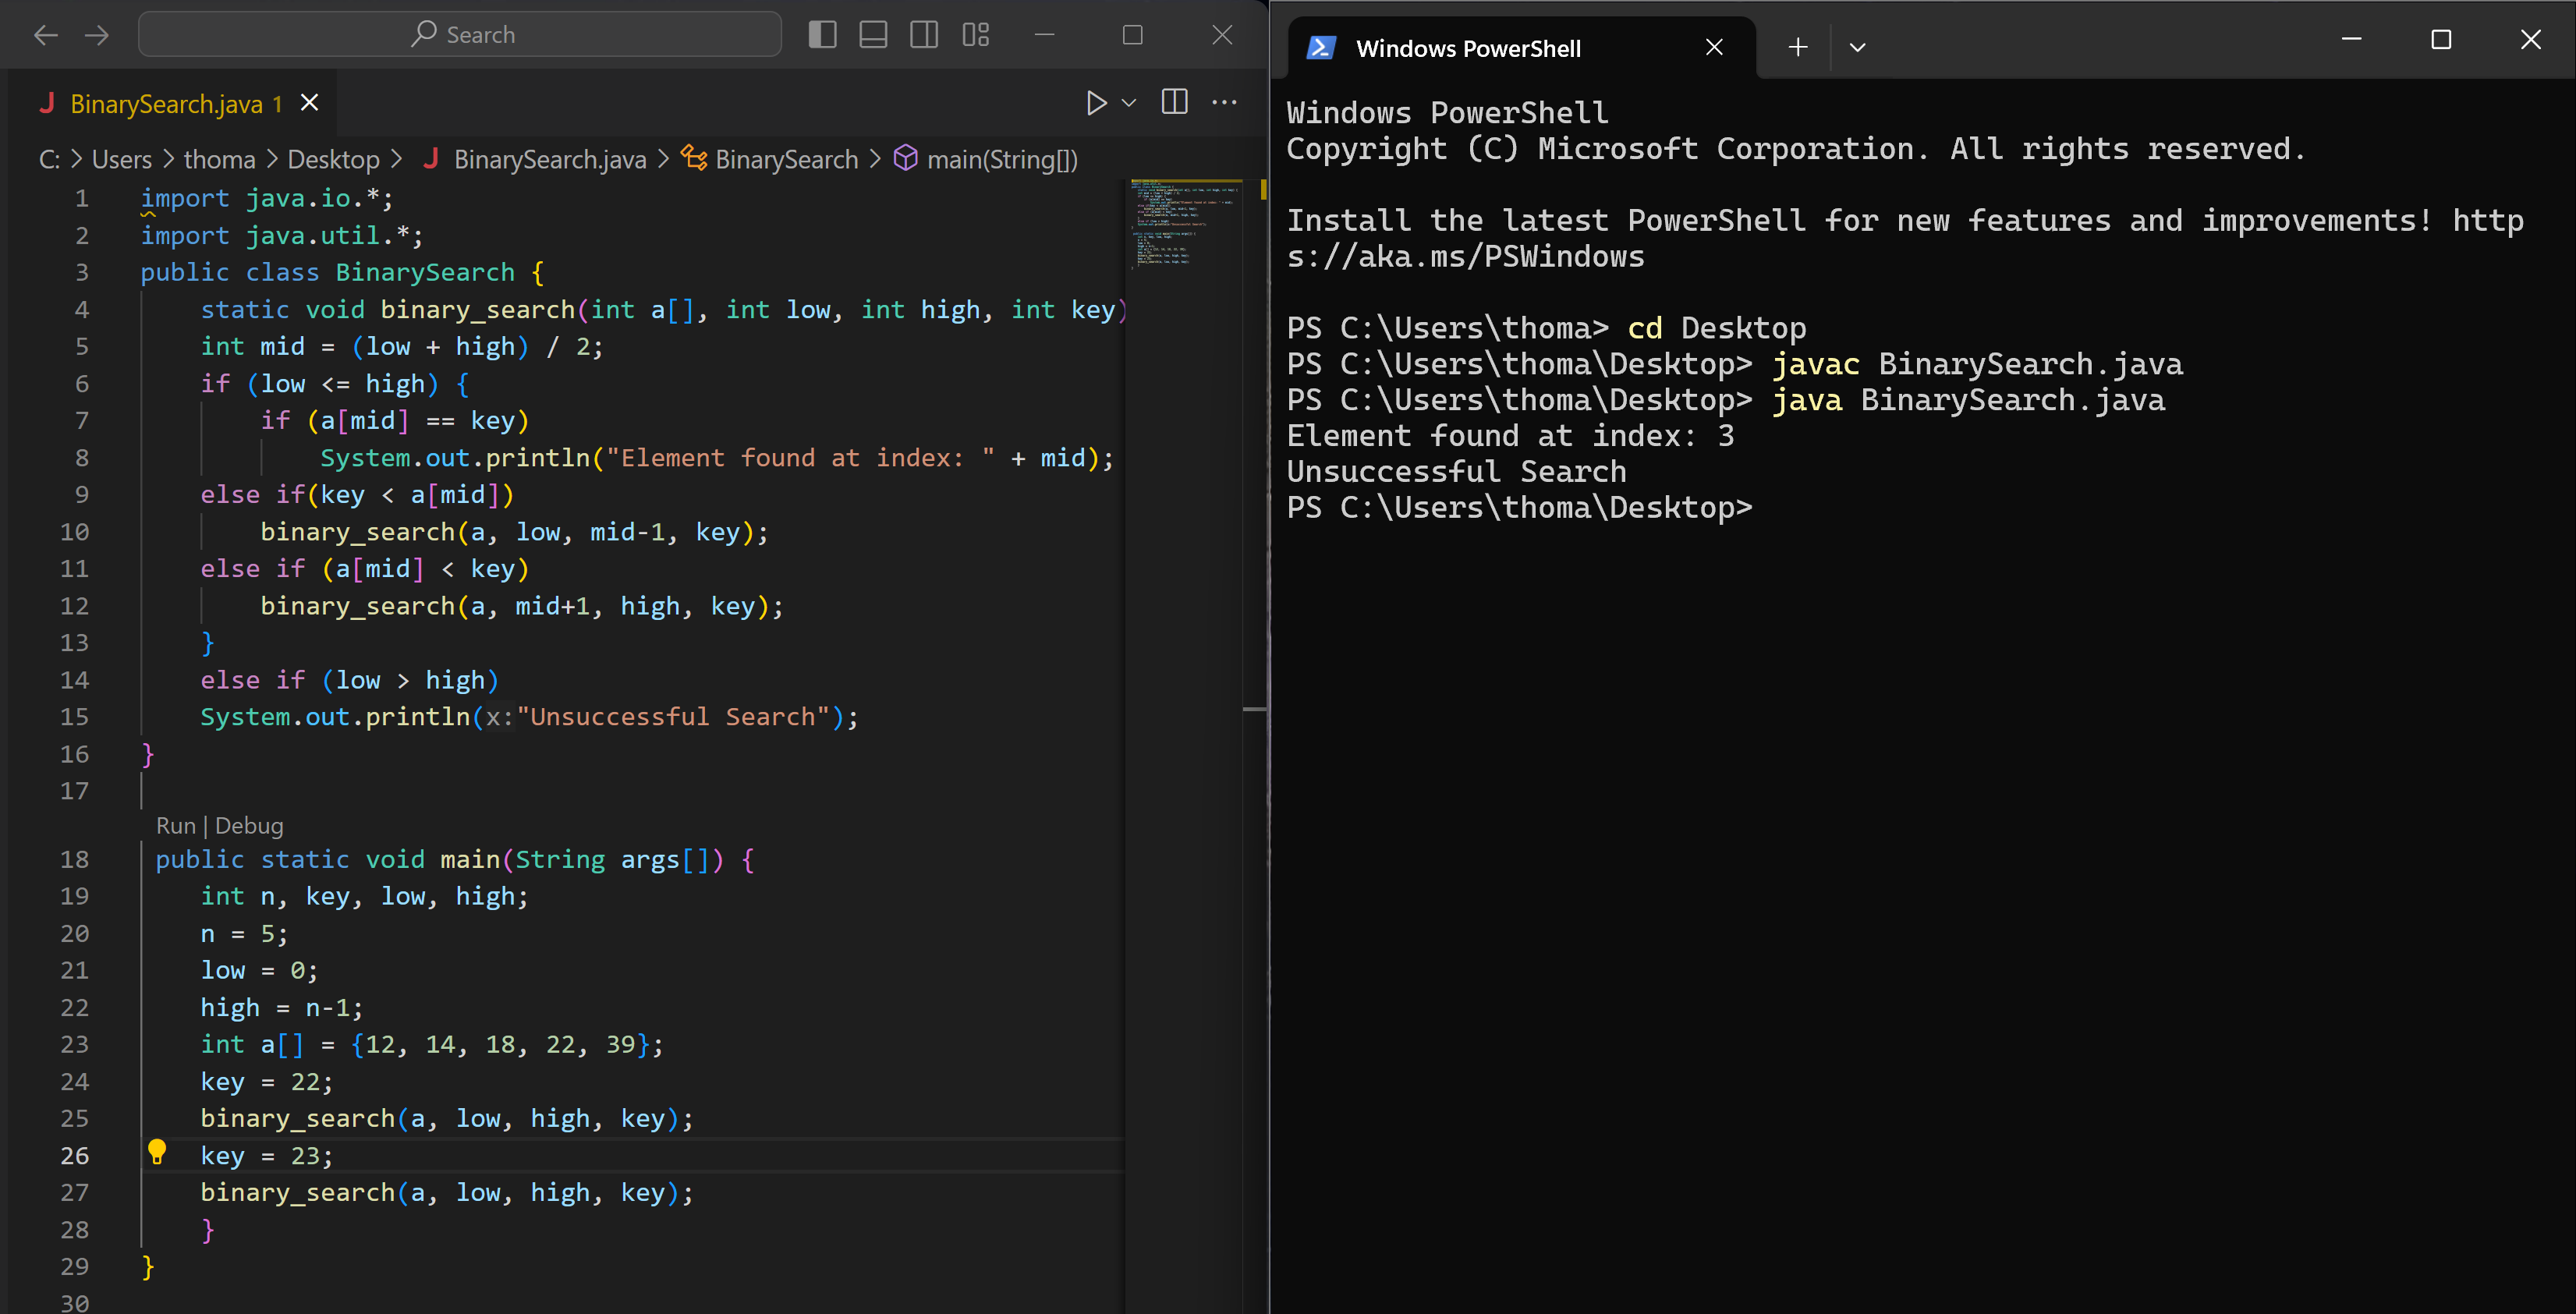 Search
BinarySearch.java 1
C: > Users > thoma > Desktop > J BinarySearch.java > BinarySearch > main(String[])
1 import java.io.*;
2 import java.util.*;
3 public class BinarySearch {
4 static void binary_search(int a[], int low, int high, int key)
5 int mid = (low + high) / 2;
6 if (low <= high) {
7 if (a[mid] == key)
8 System.out.println("Element found at index: " + mid);
9 else if(key < a[mid])
10 binary_search(a, low, mid-1, key);
11 else if (a[mid] < key)
12 binary_search(a, mid+1, high, key);
13 }
14 else if (low > high)
15 System.out.println(x:"Unsuccessful Search");
16 }
17
Run | Debug
18 public static void main(String args[]) {
19 int n, key, low, high;
20 n = 5;
21 low = 0;
22 high = n-1;
23 int a[] = {12, 14, 18, 22, 39};
24 key = 22;
25 binary_search(a, low, high, key);
26 key = 23;
27 binary_search(a, low, high, key);
28 }
29 }
30
Windows PowerShell
Windows PowerShell
Copyright (C) Microsoft Corporation. All rights reserved.
Install the latest PowerShell for new features and improvements! http
s://aka.ms/PSWindows
PS C:\Users\thoma> cd Desktop
PS C:\Users\thoma\Desktop> javac BinarySearch.java
PS C:\Users\thoma\Desktop> java BinarySearch.java
Element found at index: 3
Unsuccessful Search
PS C:\Users\thoma\Desktop>